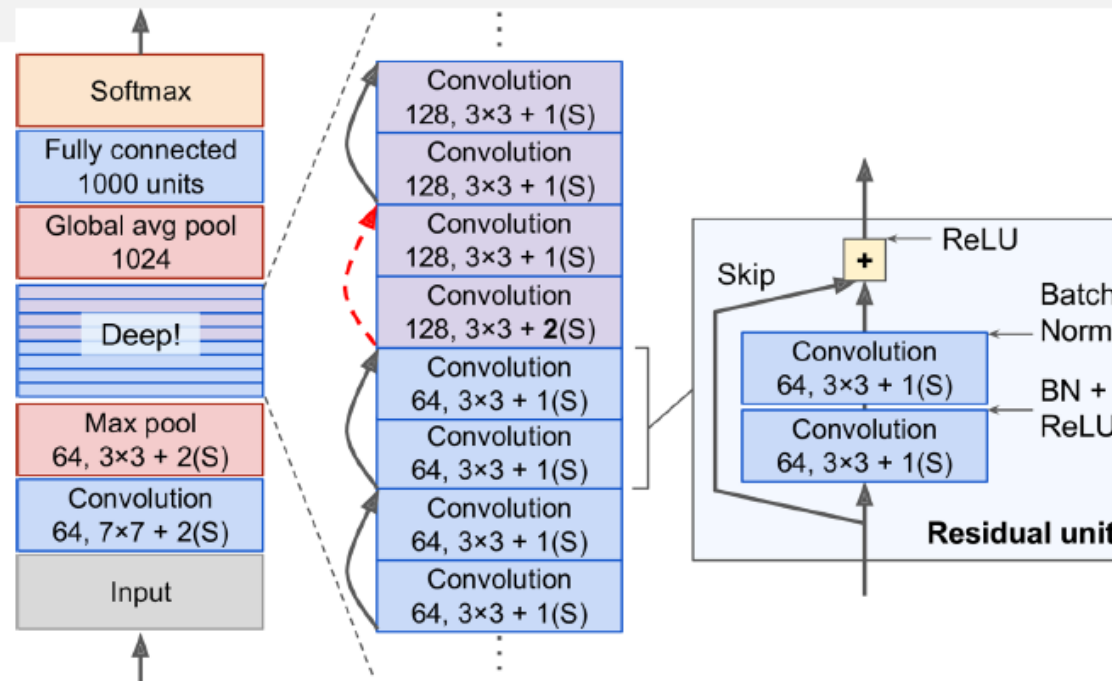 Softmax
Fully connected
1000 units
Global avg pool
1024
Deep!
Max pool
64, 3×3 + 2(S)
Convolution
64, 7×7 + 2(S)
Input
Convolution
128, 3×3 + 1(S)
Convolution
128, 3×3 + 1(S)
Convolution
128, 3×3 + 1(S)
Convolution
128, 3×3 + 2(S)
Convolution
64, 3×3 + 1(S)
Convolution
64, 3×3 + 1(S)
Convolution
64, 3×3 + 1(S)
Convolution
64, 3×3 + 1(S)
ReLU
+
Skip
Batch
Norm
Convolution
64, 3×3 + 1(S)
BN +
ReLU
Convolution
64, 3×3 + 1(S)
Residual unit